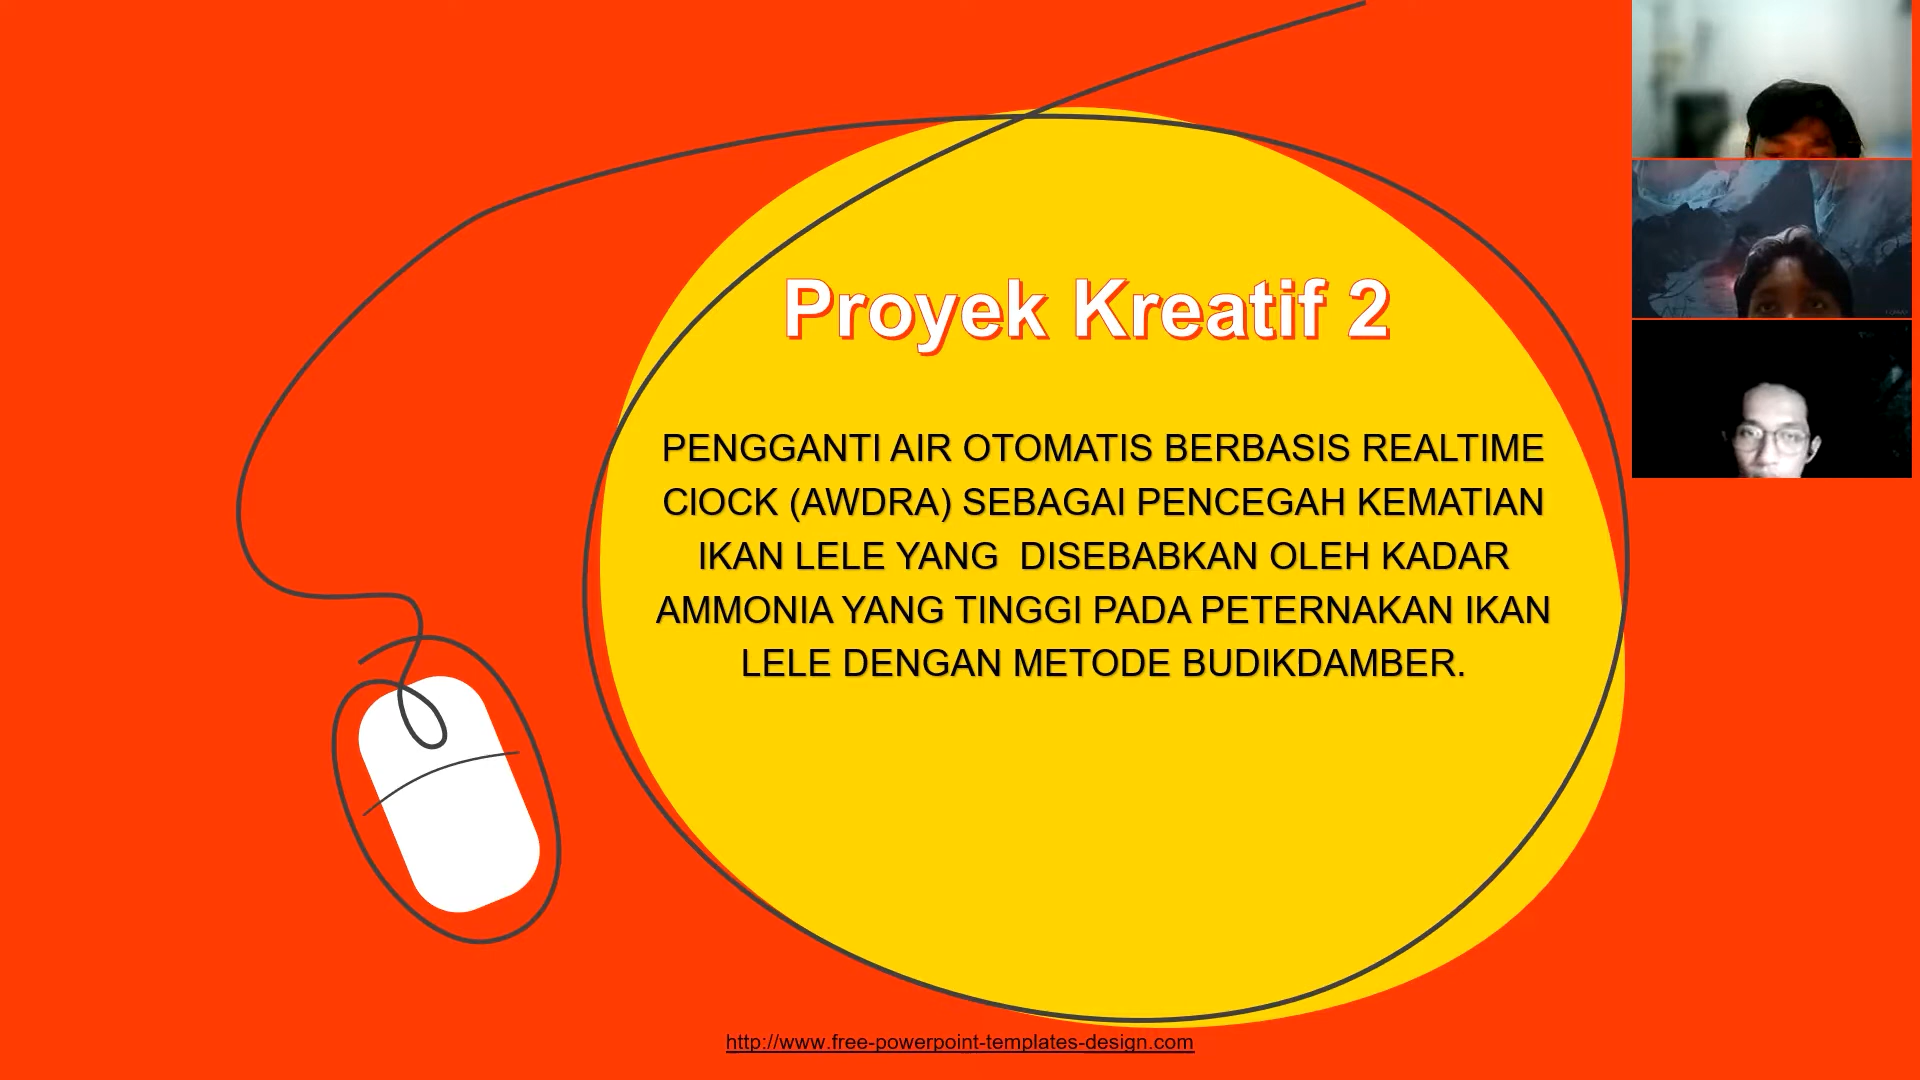 Proyek Kreatif 2
PENGGANTI AIR OTOMATIS BERBASIS REALTIME
ClOCK (AWDRA) SEBAGAI PENCEGAH KEMATIAN
IKAN LELE YANG  DISEBABKAN OLEH KADAR
AMMONIA YANG TINGGI PADA PETERNAKAN IKAN
LELE DENGAN METODE BUDIKDAMBER.
http://www.free-powerpoint-templates-design.com